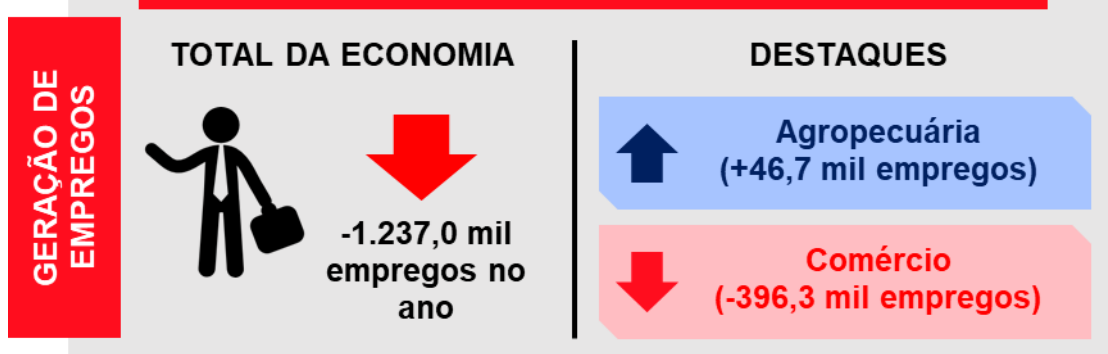 GERAÇÃO DE
EMPREGOS
TOTAL DA ECONOMIA
-1.237,0 mil
empregos no
ano
DESTAQUES
Agropecuária
(+46,7 mil empregos)
Comércio
(-396,3 mil empregos)